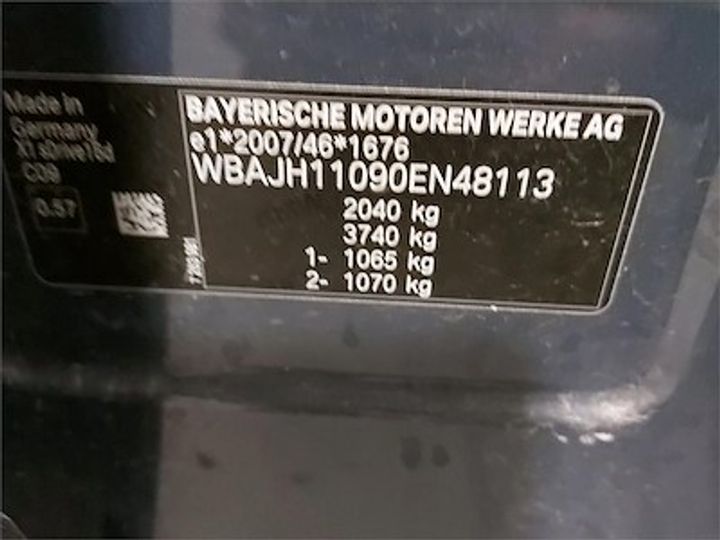 Made in
Germany
X1 sDrive18d
C09
0.57
BAYERISCHE MOTOREN WERKE AG
e1*2007/46*1676
WBAJH11090EN48113
2040 kg
3740 kg
1- 1065 kg
2- 1070 kg